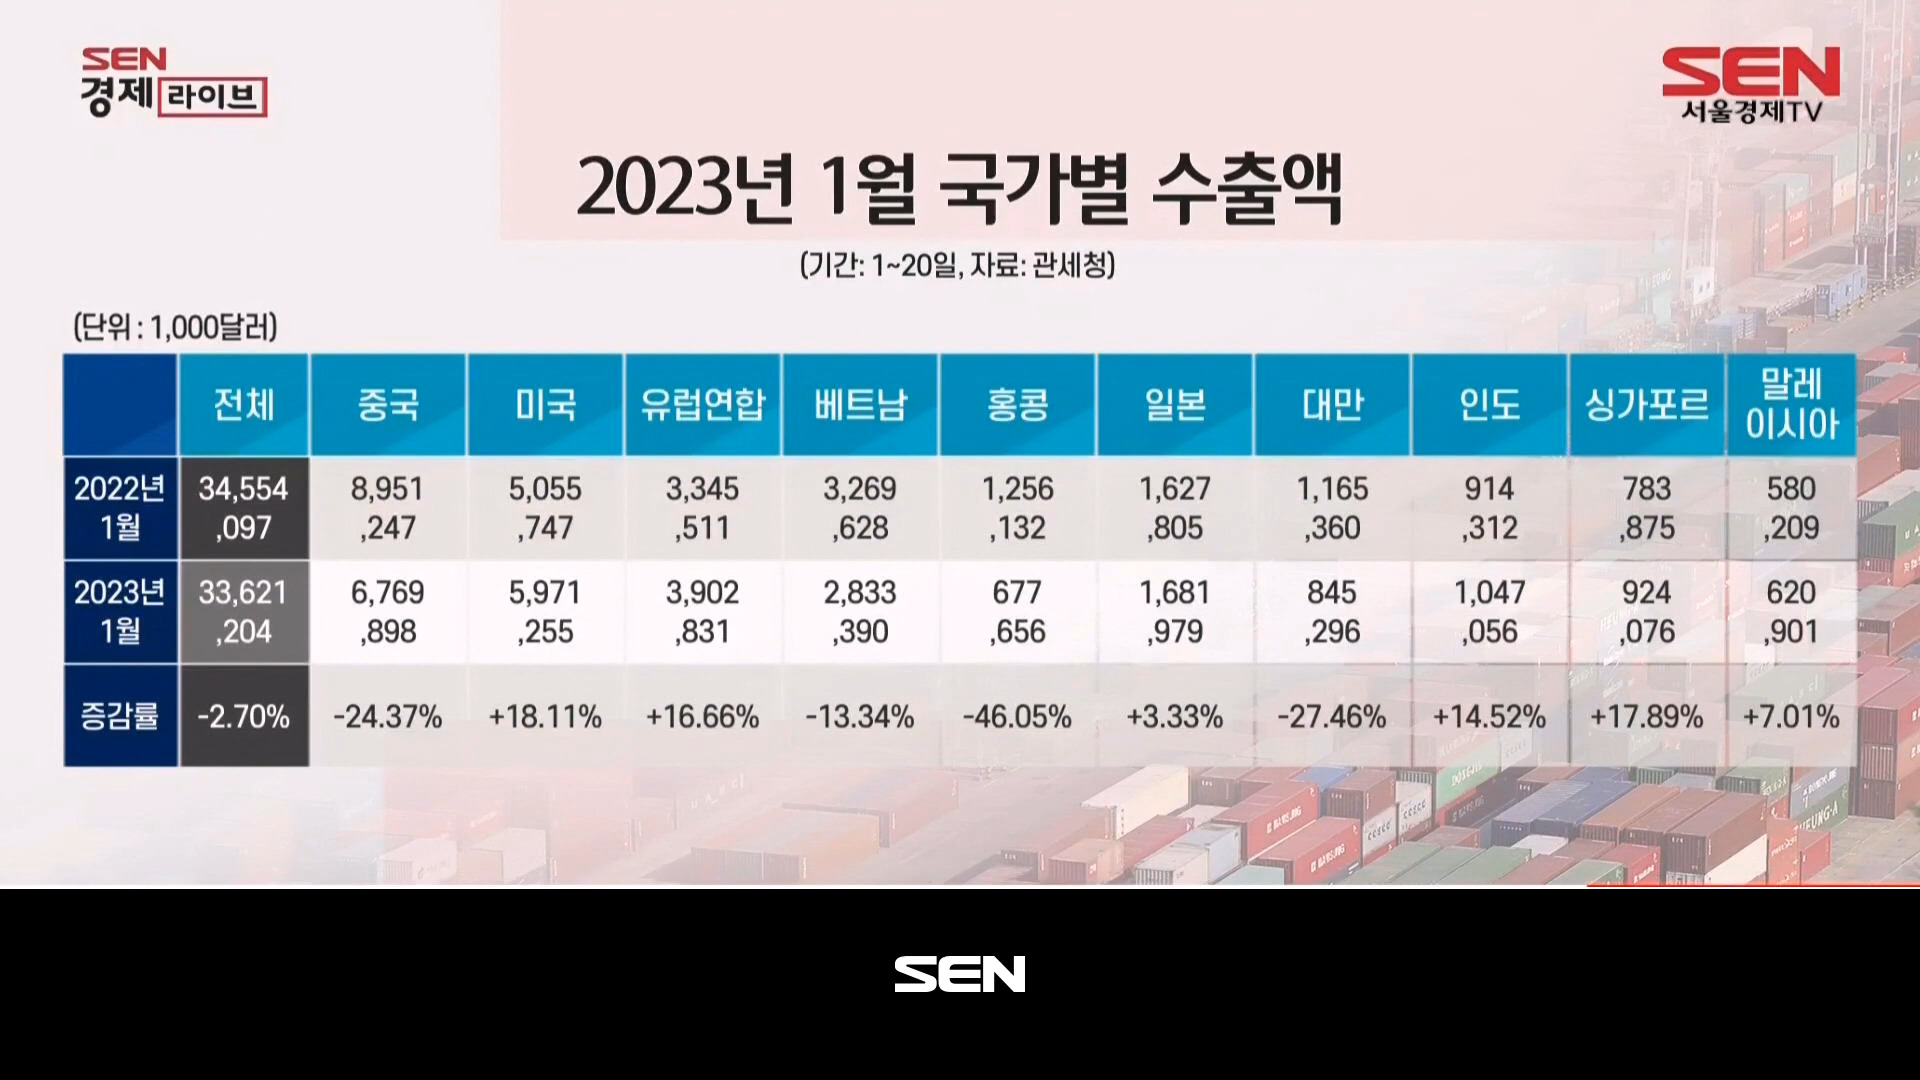 SEN
경제 라이브
SEN
서울경제TV
2023년 1월 국가별 수출액
(기간: 1~20일, 자료: 관세청)
(단위 : 1,000달러)
전체 중국 미국 유럽연합 베트남 홍콩 일본 대만 인도 싱가포르 말레
이시아
2022년 34,554 8,951 5,055 3,345 3,269 1,256 1,627 1,165 914 783 580
1월 ,097 ,247 ,747 ,511 ,628 ,132 ,805 ,360 ,312 ,875 ,209
2023년 33,621 6,769 5,971 3,902 2,833 677 1,681 845 1,047 924 620
1월 ,204 ,898 ,255 ,831 ,390 ,656 ,979 ,296 ,056 ,076 ,901
증감률 -2.70% -24.37% +18.11% +16.66% -13.34% -46.05% +3.33% -27.46% +14.52% +17.89% +7.01%
SEN